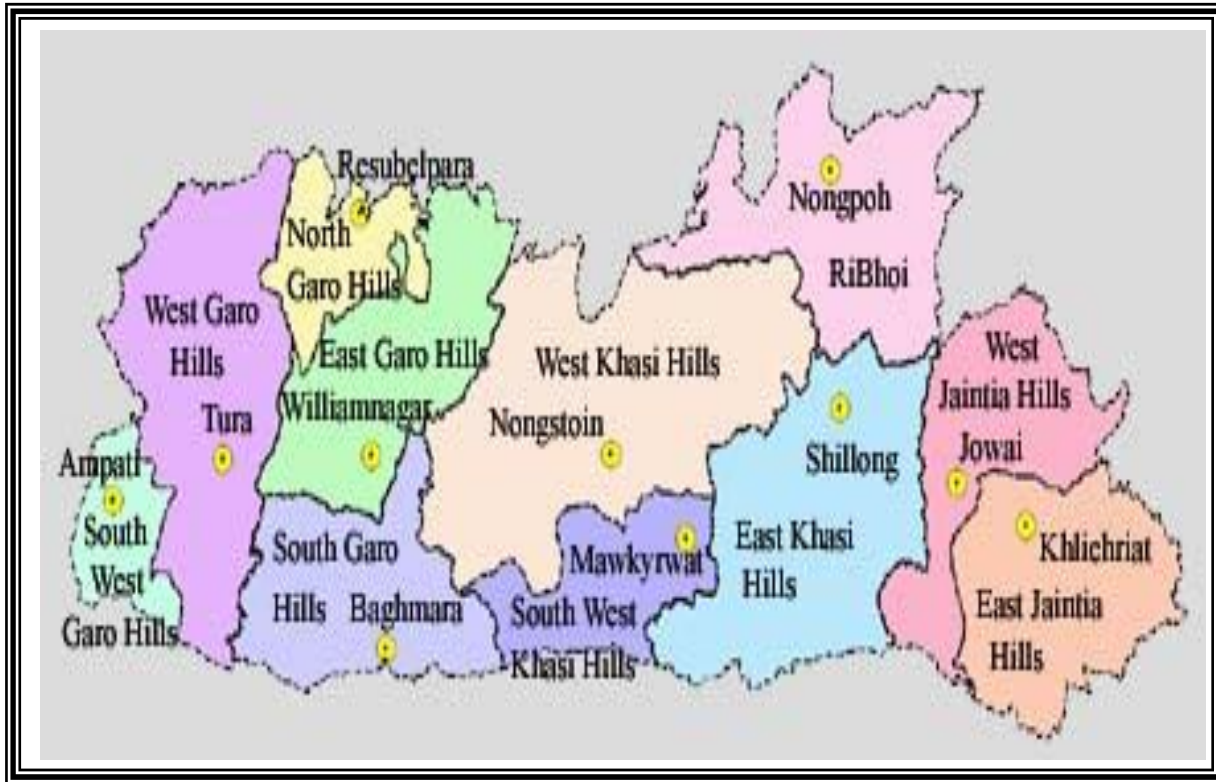 Resubelpara
North
Garo Hills
West Garo
Hills
Tura
East Garo Hills
Williamnagar
Ampati
South
West
Garo Hills
South Garo
Hills
Baghmara
West Khasi Hills
Nongstoin
Mawkyrwat
South West
Khasi Hills
Nongpoh
RiBhoi
Shillong
East Khasi
Hills
West
Jaintia Hills
Jowai
Khliehriat
East Jaintia
Hills